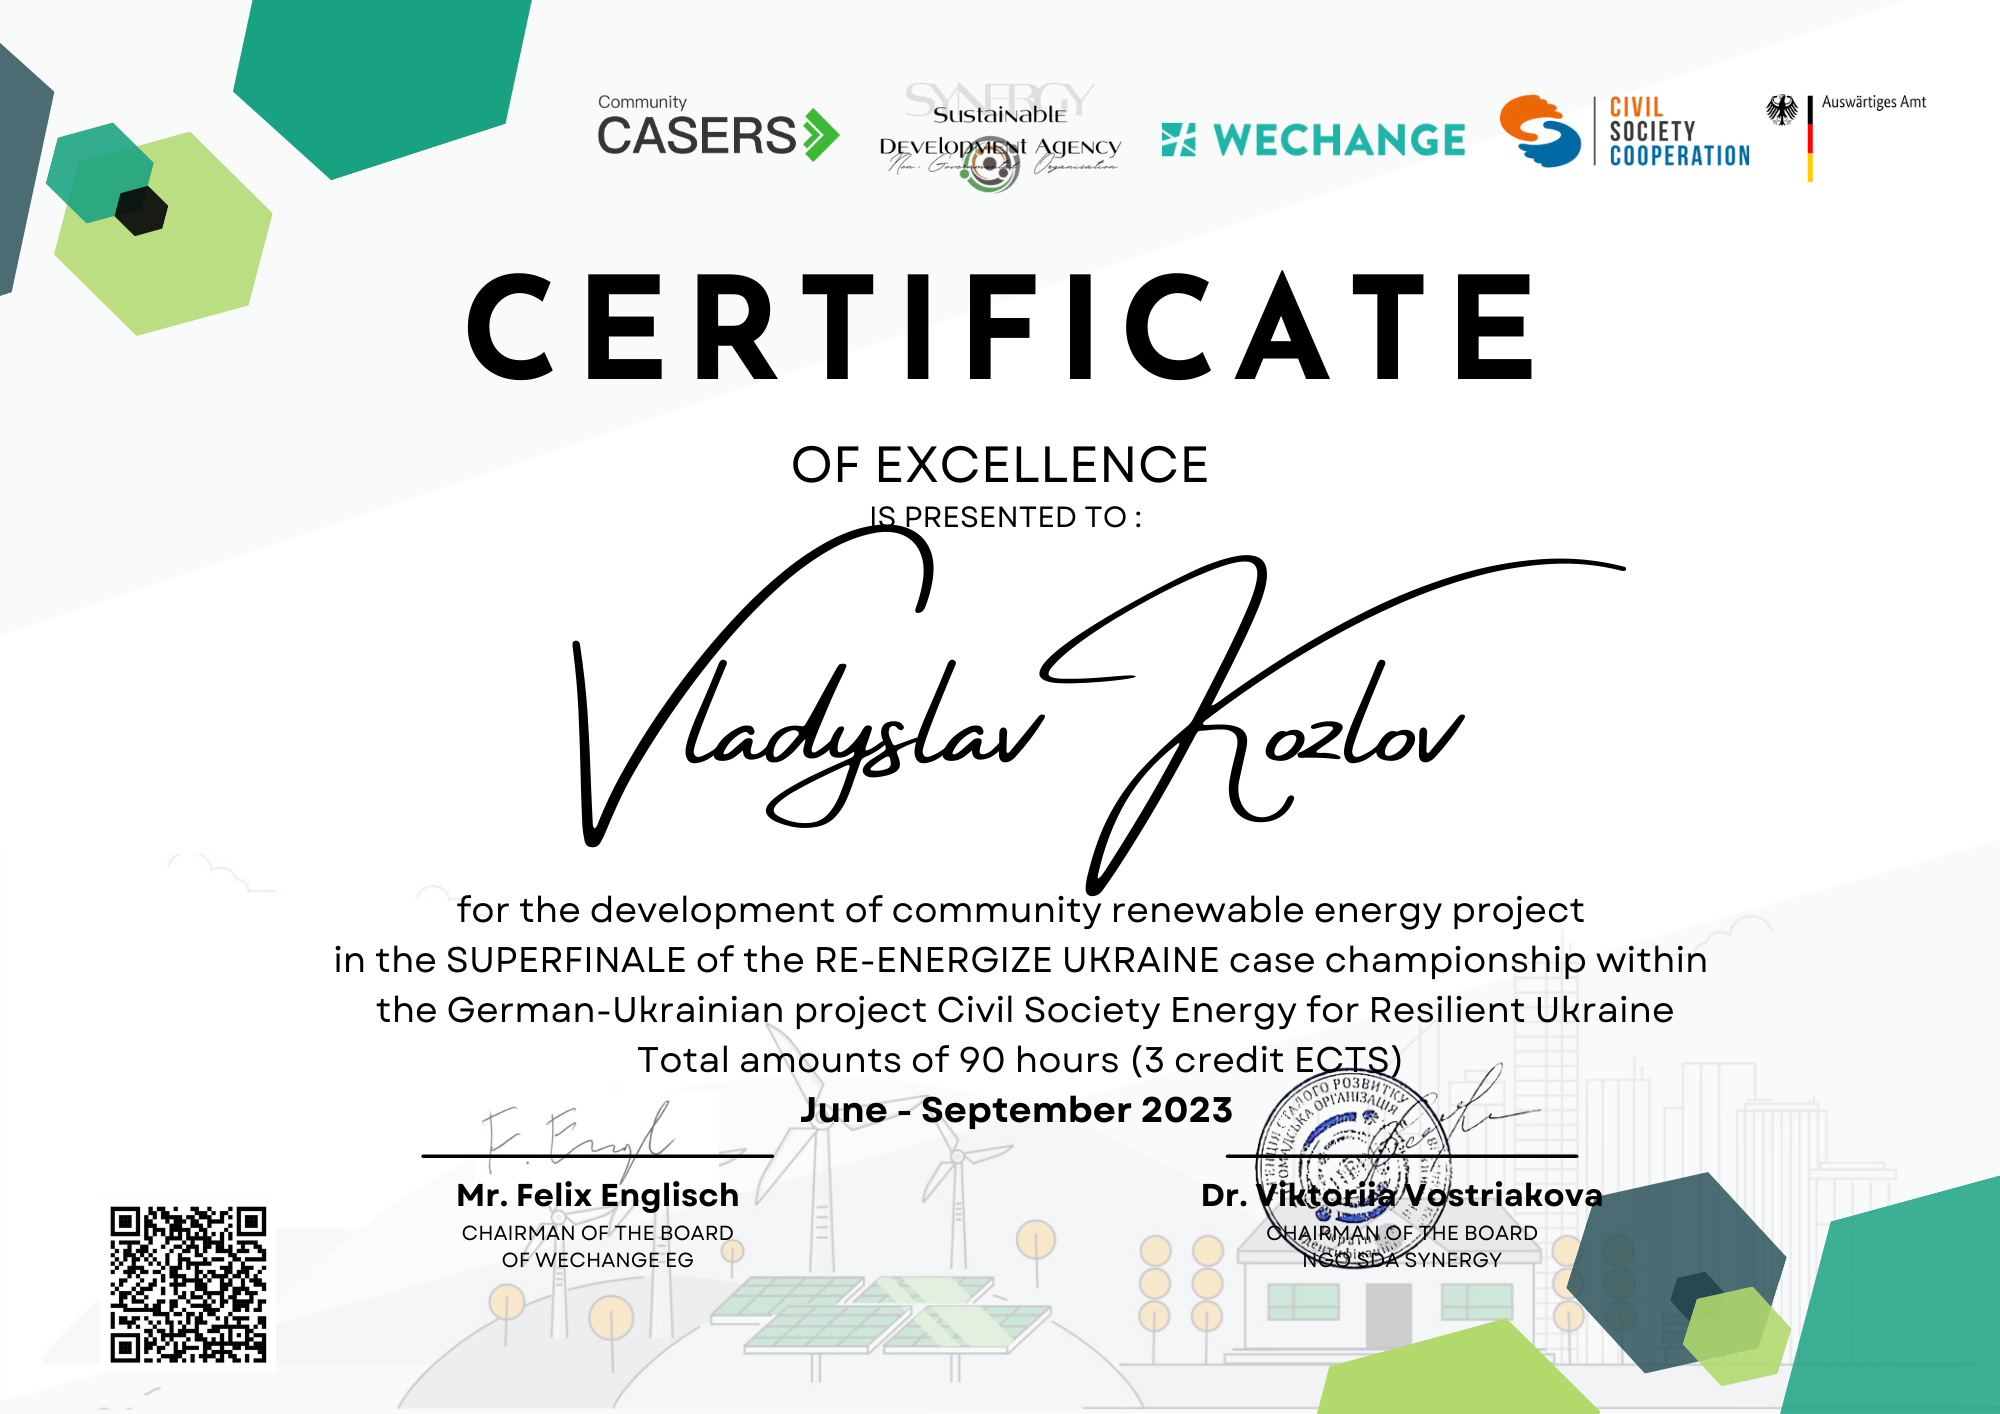 Community
CASERS
SYNERGY
Sustainable
Development Agency
Non - Governmental Organisation
WECHANGE
CIVIL
SOCIETY
COOPERATION
Auswärtiges Amt
CERTIFICATE
OF EXCELLENCE
IS PRESENTED TO :
Vladyslav Kozlov
for the development of community renewable energy project
in the SUPERFINALE of the RE-ENERGIZE UKRAINE case championship within
the German-Ukrainian project Civil Society Energy for Resilient Ukraine
Total amounts of 90 hours (3 credit ECTS)
June - September 2023
F. Engl
Mr. Felix Englisch
CHAIRMAN OF THE BOARD
OF WECHANGE EG
СТАЛОГО РОЗВИТКУ
ОРГАНІЗАЦІЯ
Dr. Viktoriia Vostriakova
CHAIRMAN OF THE BOARD
NGO SDA SYNERGY